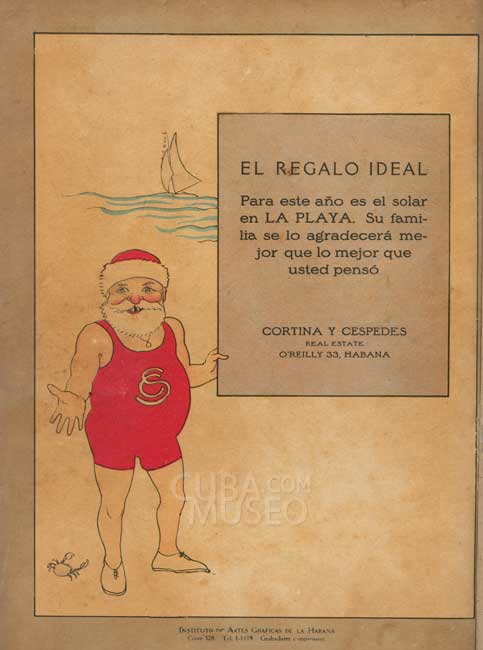 EL REGALO IDEAL
Para este año es el solar
en LA PLAYA. Su fami-
lia se lo agradecerá me-
jor que lo mejor que
usted pensó
CORTINA Y CESPEDES
REAL ESTATE
O'REILLY 33, HABANA
CUBA.COM
MUSEO
INSTITUTO DE ARTES GRAFICAS DE LA HABANA